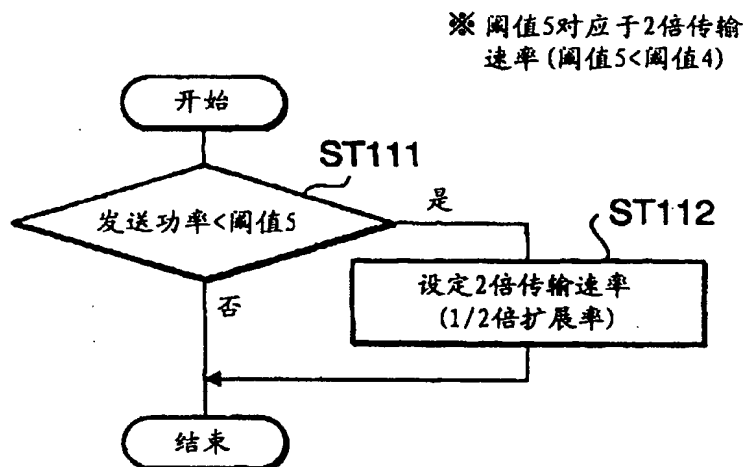 ※ 阈值5对应于2倍传输
速率(阈值5<阈值4)
开始
ST111
发送功率<阈值5
是
ST112
设定2倍传输速率
(1/2倍扩展率)
否
结束